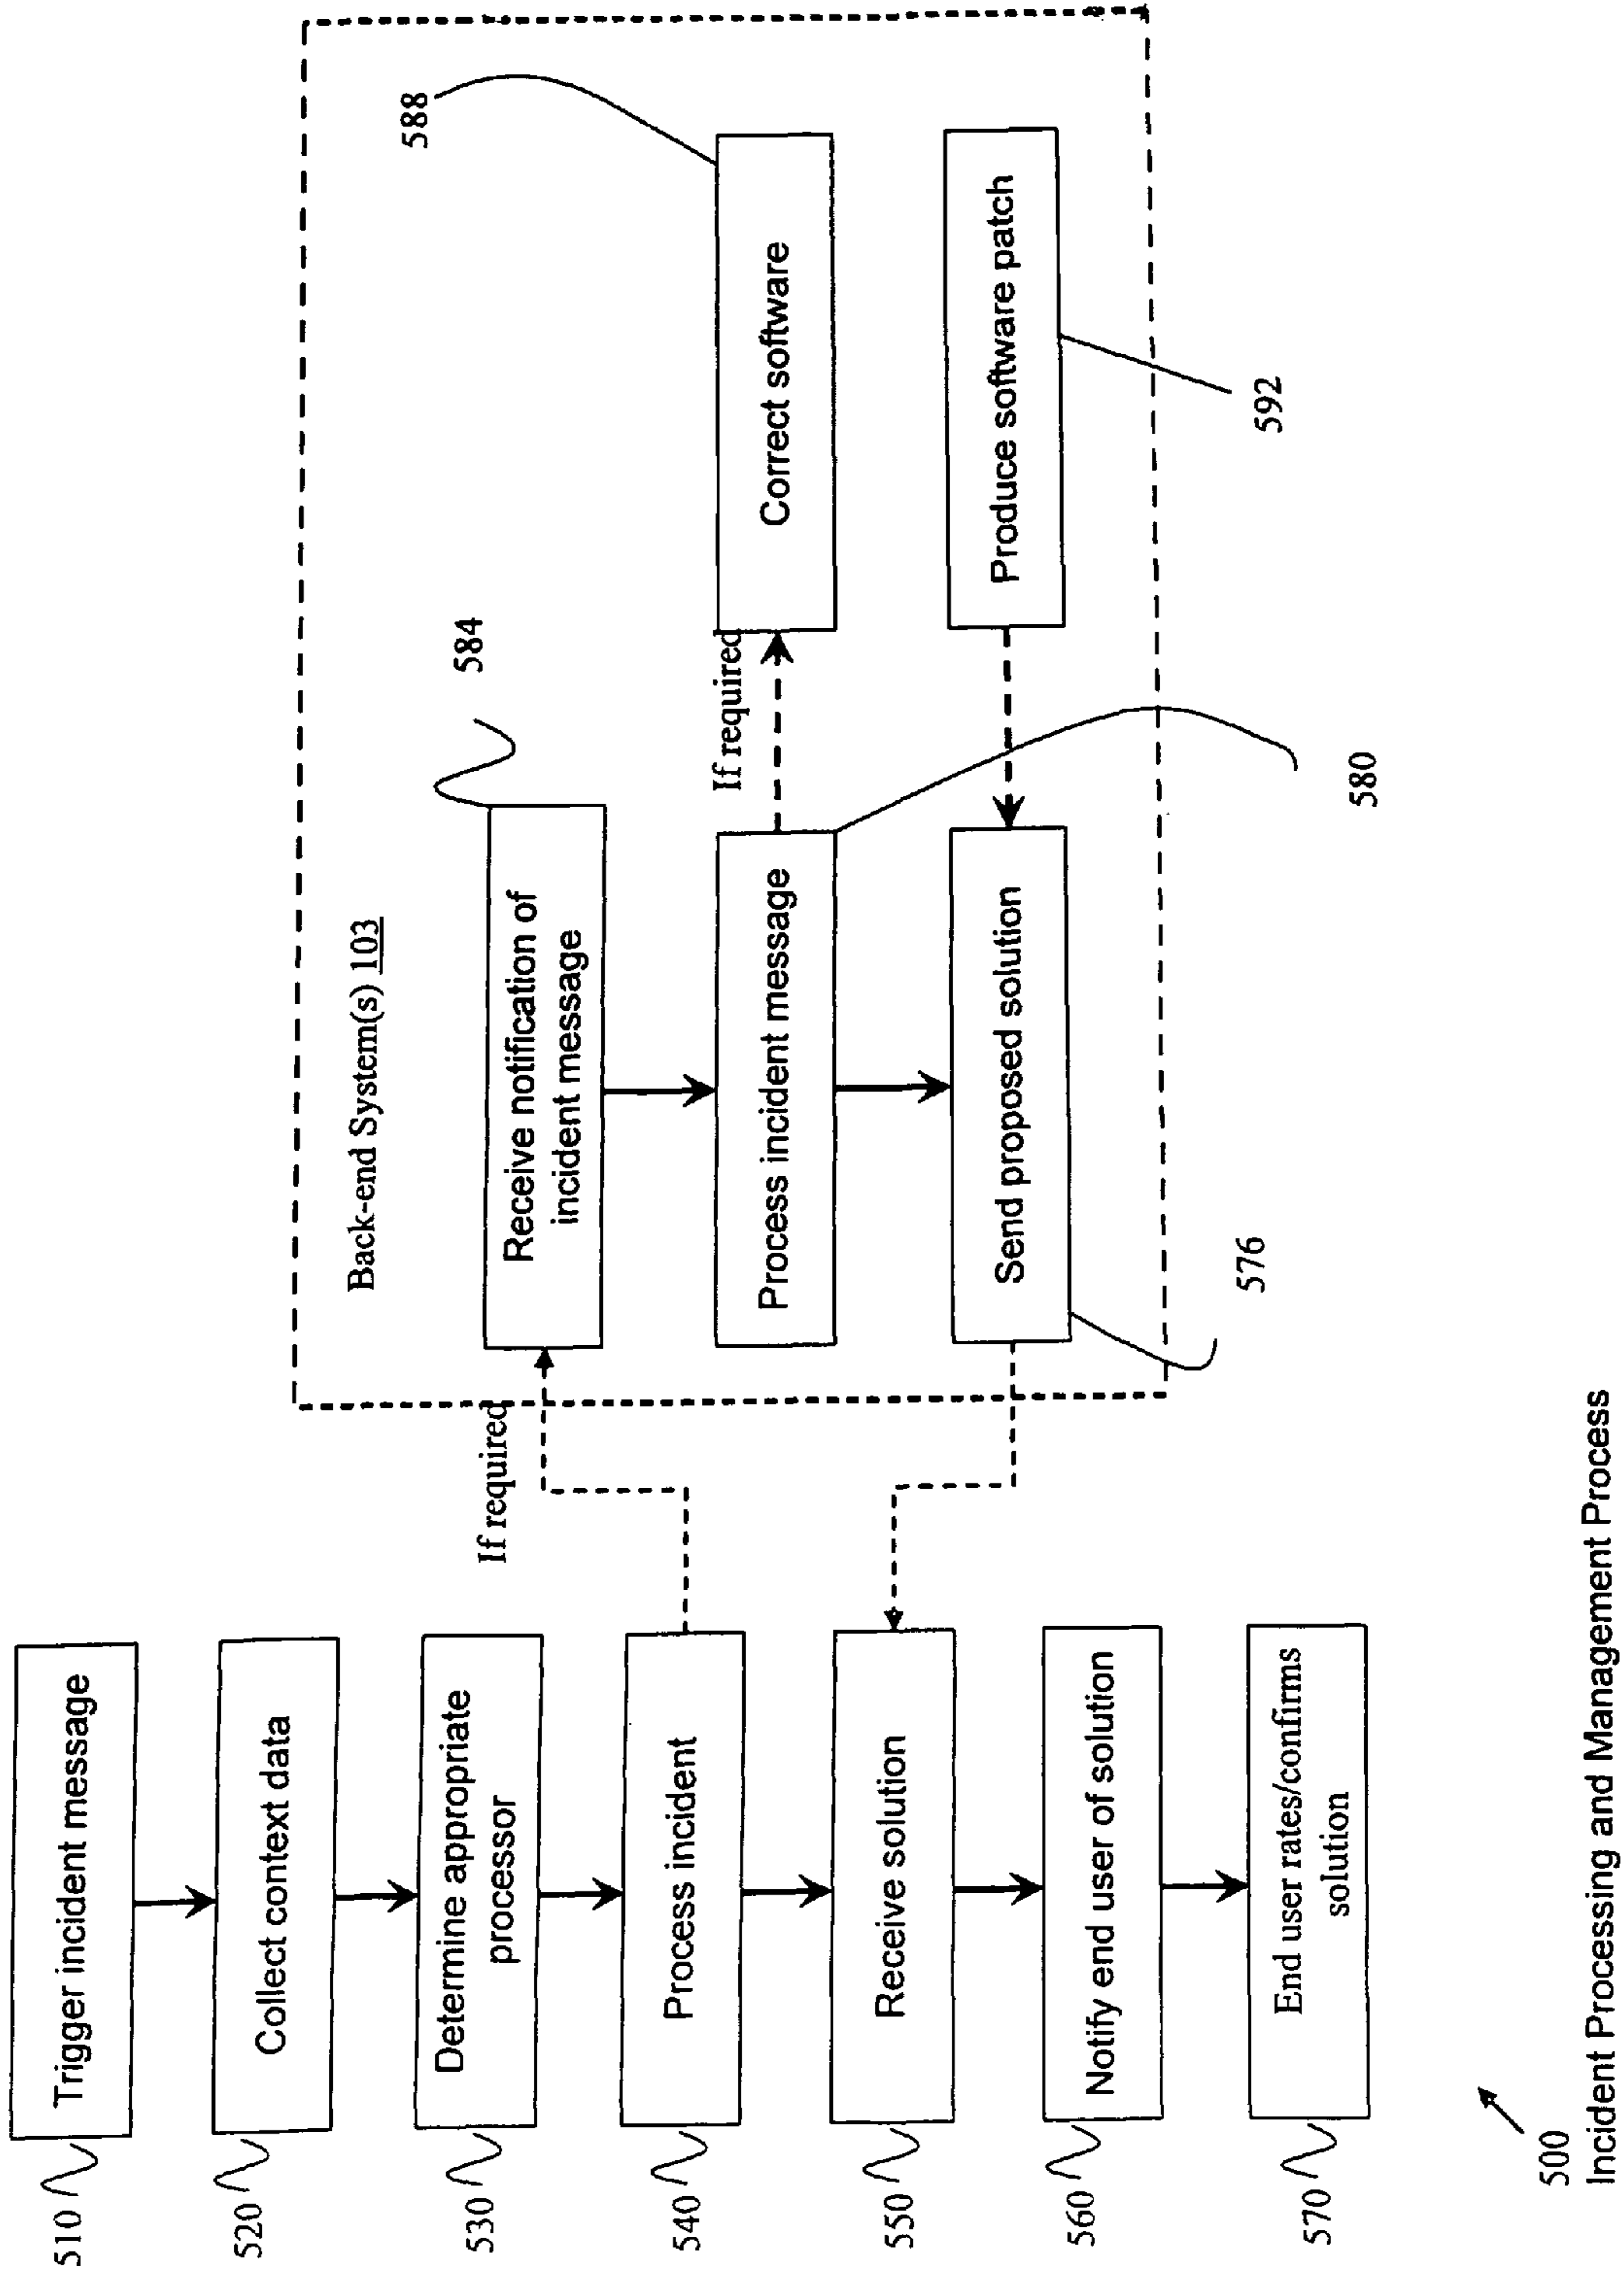 510
Trigger incident message
520
Collect context data
530
Determine appropriate
processor
540
Process incident
If required
550
Receive solution
560
Notify end user of solution
570
End user rates/confirms
solution
Back-end System(s) 103
584
Receive notification of
incident message
580
Process incident message
If required
588
Correct software
576
Send proposed solution
592
Produce software patch
500
Incident Processing and Management Process